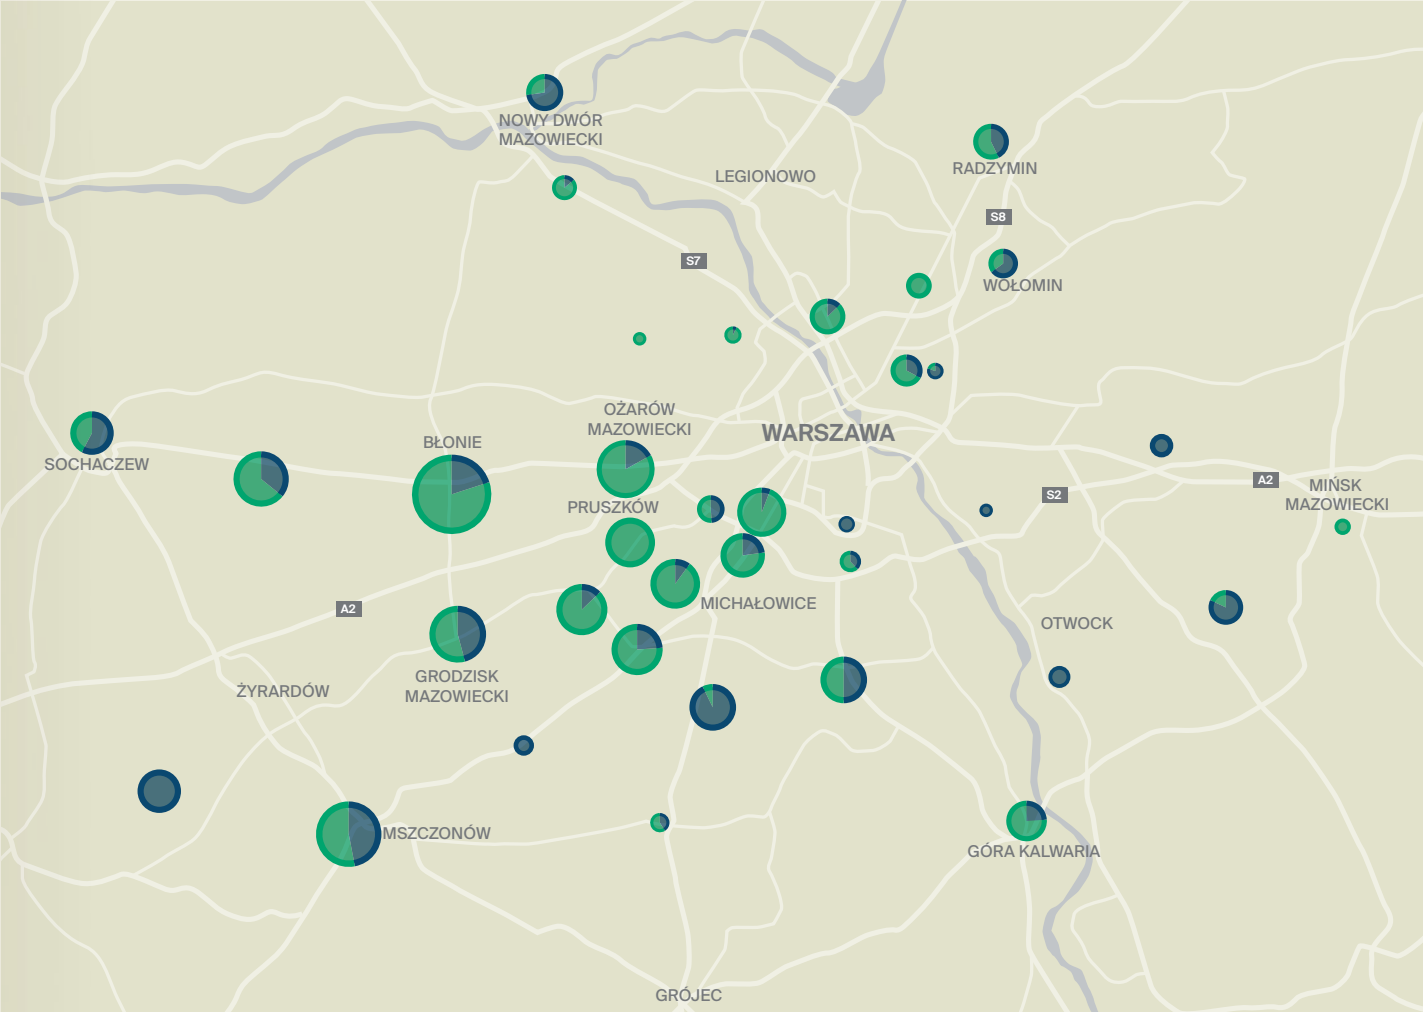 NOWY DWÓR
MAZOWIECKI
LEGIONOWO
RADZYMIN
S8
S7
WOŁOMIN
OŻARÓW
MAZOWIECKI
WARSZAWA
BŁONIE
SOCHACZEW
A2
MIŃSK
MAZOWIECKI
S2
PRUSZKÓW
A2
MICHAŁOWICE
OTWOCK
GRODZISK
MAZOWIECKI
ŻYRARDÓW
MSZCZONÓW
GÓRA KALWARIA
GRÓJEC